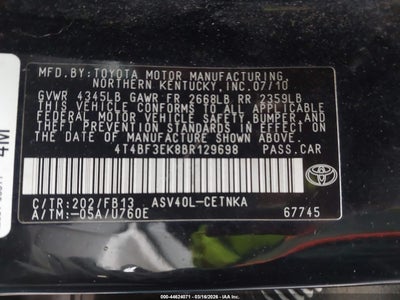 MFD.BY:TOYOTA MOTOR MANUFACTURING,
NORTHERN KENTUCKY,INC.07/10
GVWR 4345LB GAWR FR 2668LB RR 2359LB
THIS VEHICLE CONFORMS TO ALL APPLICABLE
FEDERAL MOTOR VEHICLE SAFETY, BUMPER, AND
THEFT PREVENTION STANDARDS IN EFFECT ON
THE DATE OF MANUFACTURE SHOWN ABOVE.
4T4BF3EK8BR129698 PASS.CAR
C/TR:202/FB13 ASV40L-CETNKA
A/TM:-05A/U760E 67745
TOYOTA
4M
000-44624071 - 03/16/2026 - © IAA, Inc.